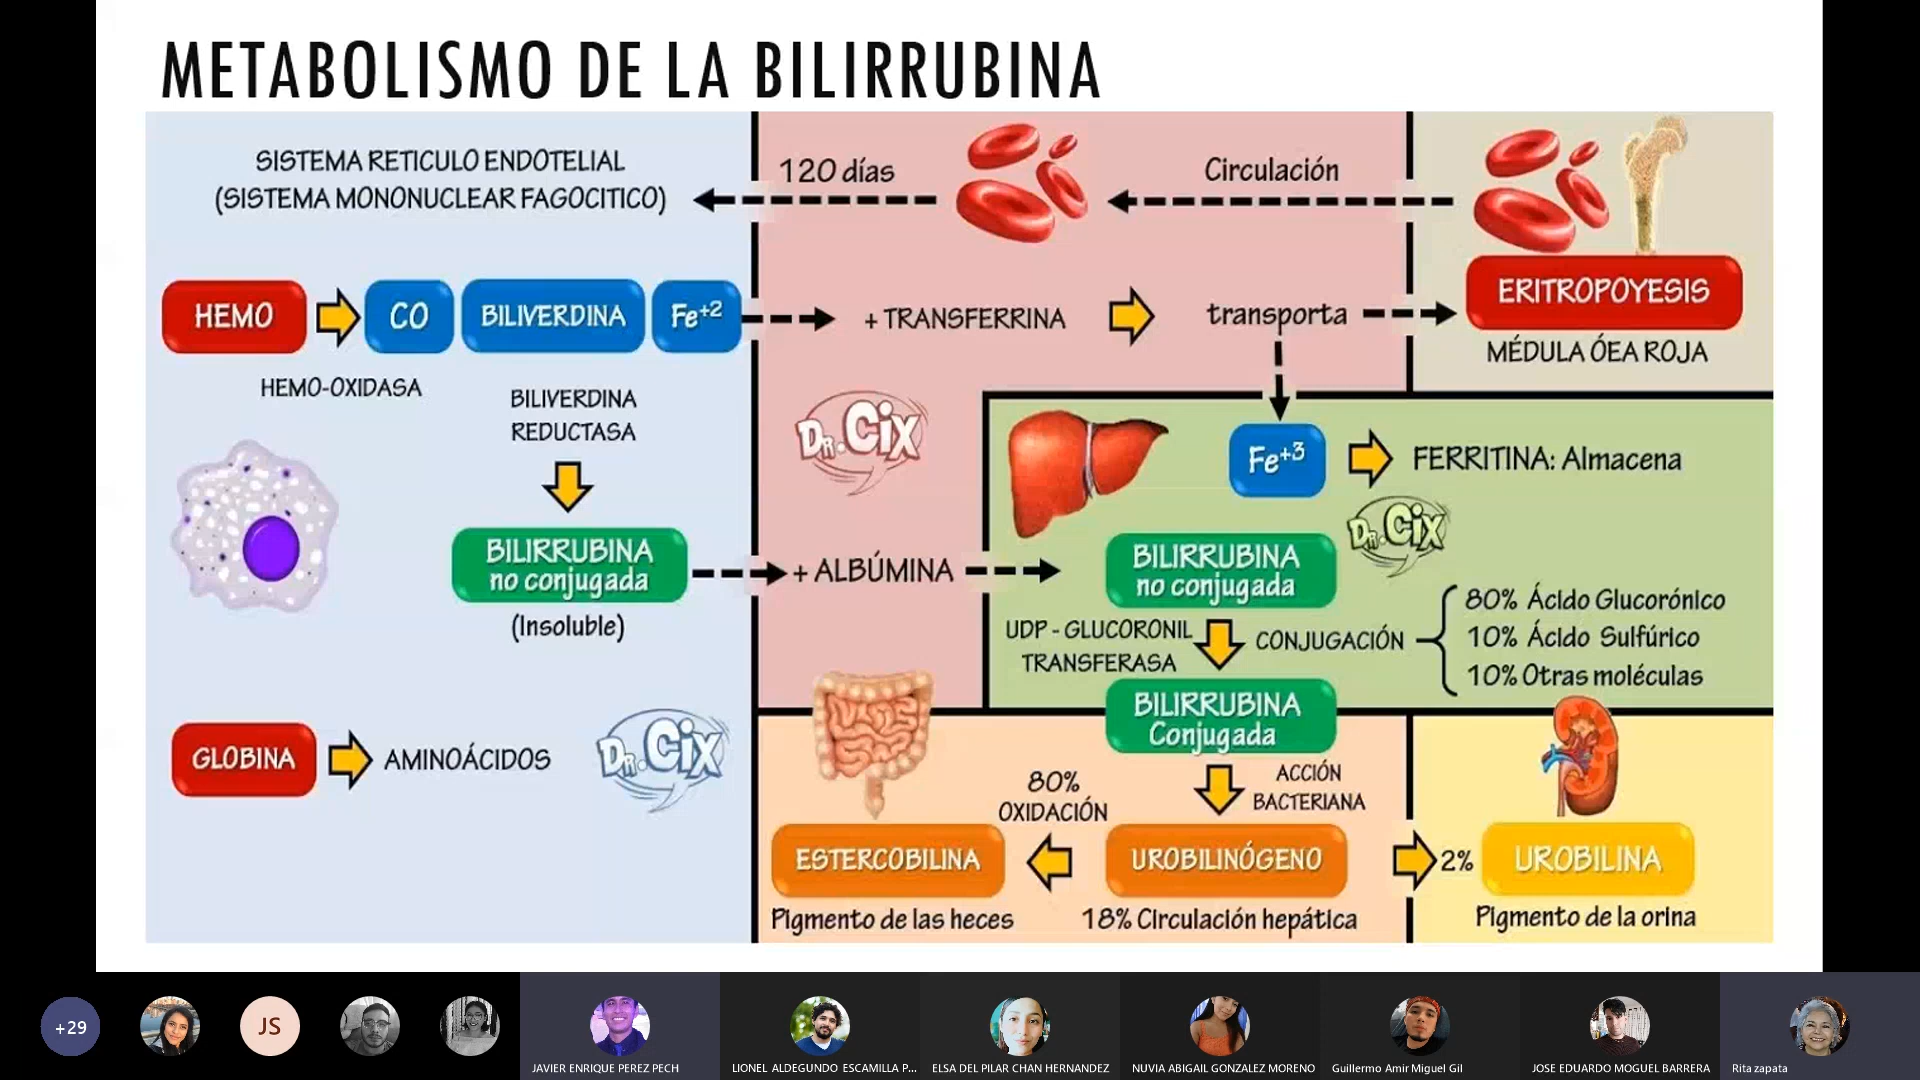 METABOLISMO DE LA BILIRRUBINA
SISTEMA RETICULO ENDOTELIAL
(SISTEMA MONONUCLEAR FAGOCITICO)
120 días
Circulación
HEMO
CO
BILIVERDINA
Fe+2
+ TRANSFERRINA
transporta
ERITROPOYESIS
MÉDULA ÓEA ROJA
HEMO-OXIDASA
BILIVERDINA
REDUCTASA
DR.CiX
Fe+3
FERRITINA: Almacena
DR.CiX
BILIRRUBINA
no conjugada
(Insoluble)
+ ALBÚMINA
BILIRRUBINA
no conjugada
UDP - GLUCORONIL
TRANSFERASA
CONJUGACIÓN
80% Ácido Glucorónico
10% Ácido Sulfúrico
10% Otras moléculas
BILIRRUBINA
Conjugada
GLOBINA
AMINOÁCIDOS
DR.CiX
80%
OXIDACIÓN
ACCIÓN
BACTERIANA
ESTERCOBILINA
UROBILINÓGENO
2%
UROBILINA
Pigmento de las heces
18% Circulación hepática
Pigmento de la orina
+29
JS
JAVIER ENRIQUE PEREZ PECH
LIONEL ALDEGUNDO ESCAMILLA P...
ELSA DEL PILAR CHAN HERNANDEZ
NUVIA ABIGAIL GONZALEZ MORENO
Guillermo Amir Miguel Gil
JOSE EDUARDO MOGUEL BARRERA
Rita zapata